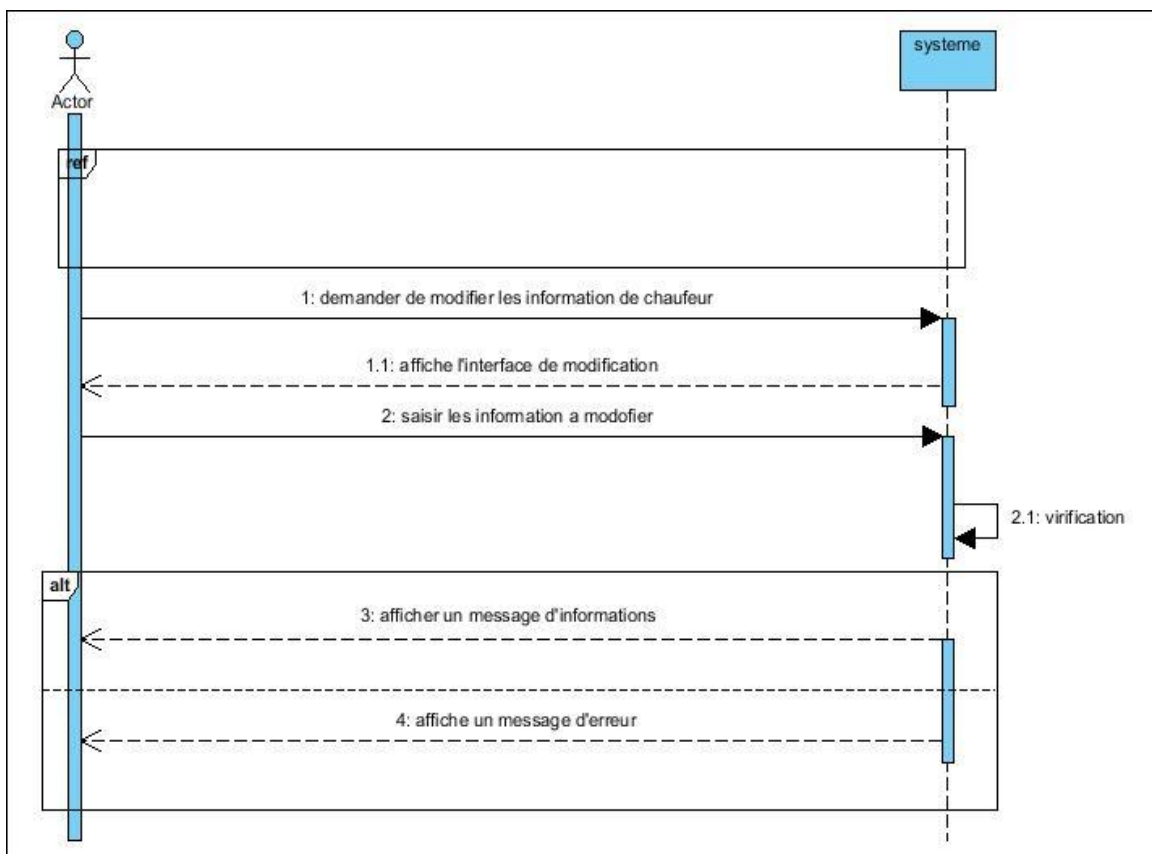 systeme
Actor
ref
1: demander de modifier les information de chaufeur
1.1: affiche l'interface de modification
2: saisir les information a modofier
2.1: virification
alt
3: afficher un message d'informations
4: affiche un message d'erreur